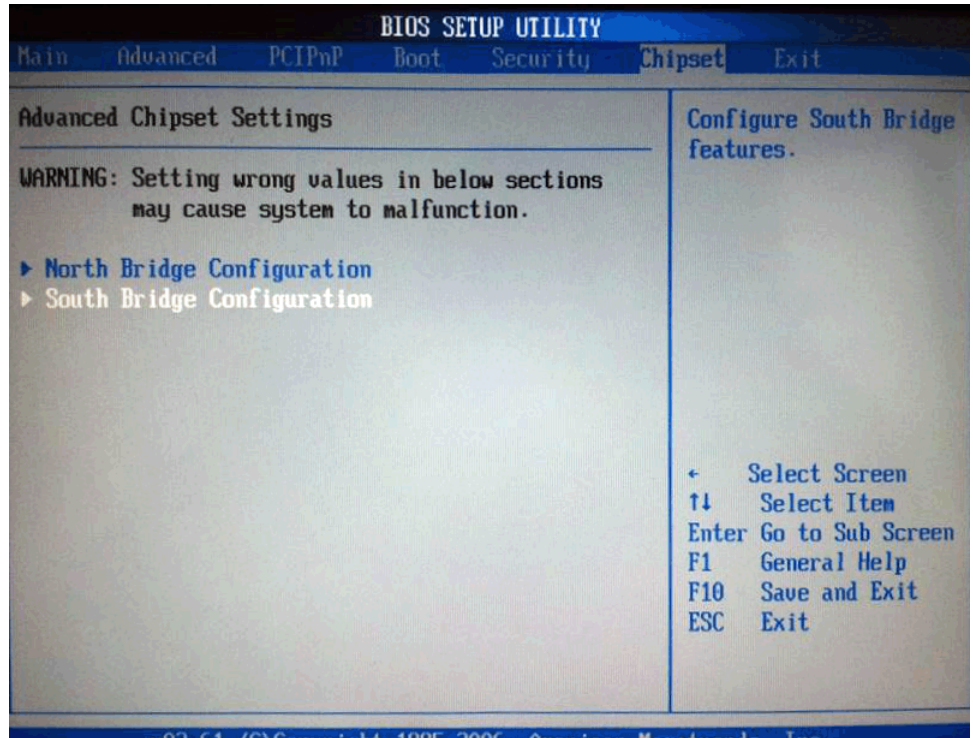 BIOS SETUP UTILITY
Main Advanced PCIPnP Boot Security Chipset Exit
Advanced Chipset Settings
WARNING: Setting wrong values in below sections
may cause system to malfunction.
▶ North Bridge Configuration
▶ South Bridge Configuration
Configure South Bridge
features.
← Select Screen
↑↓ Select Item
Enter Go to Sub Screen
F1 General Help
F10 Save and Exit
ESC Exit